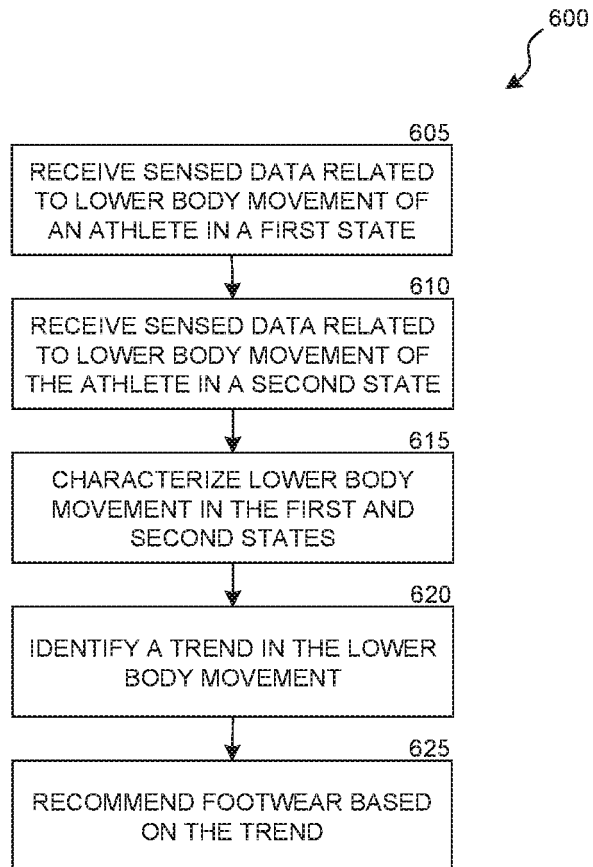 600
605
RECEIVE SENSED DATA RELATED
TO LOWER BODY MOVEMENT OF
AN ATHLETE IN A FIRST STATE
610
RECEIVE SENSED DATA RELATED
TO LOWER BODY MOVEMENT OF
THE ATHLETE IN A SECOND STATE
615
CHARACTERIZE LOWER BODY
MOVEMENT IN THE FIRST AND
SECOND STATES
620
IDENTIFY A TREND IN THE LOWER
BODY MOVEMENT
625
RECOMMEND FOOTWEAR BASED
ON THE TREND